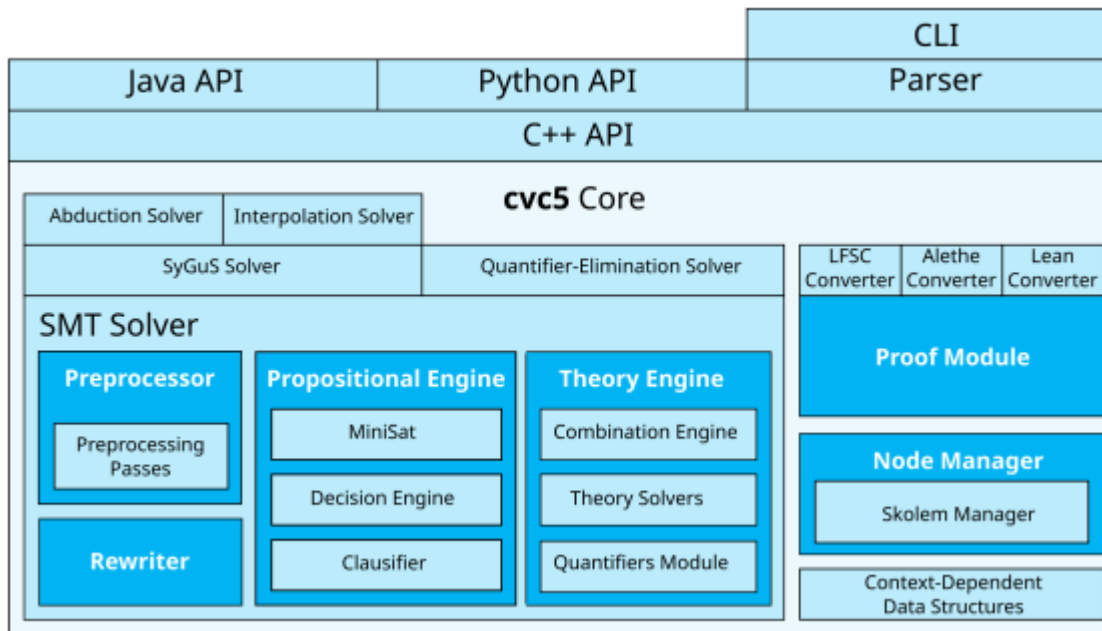 CLI
Java API
Python API
Parser
C++ API
cvc5 Core
Abduction Solver
Interpolation Solver
SyGuS Solver
Quantifier-Elimination Solver
LFSC
Converter
Alethe
Converter
Lean
Converter
SMT Solver
Preprocessor
Preprocessing
Passes
Rewriter
Propositional Engine
MiniSat
Decision Engine
Clausifier
Theory Engine
Combination Engine
Theory Solvers
Quantifiers Module
Proof Module
Node Manager
Skolem Manager
Context-Dependent
Data Structures